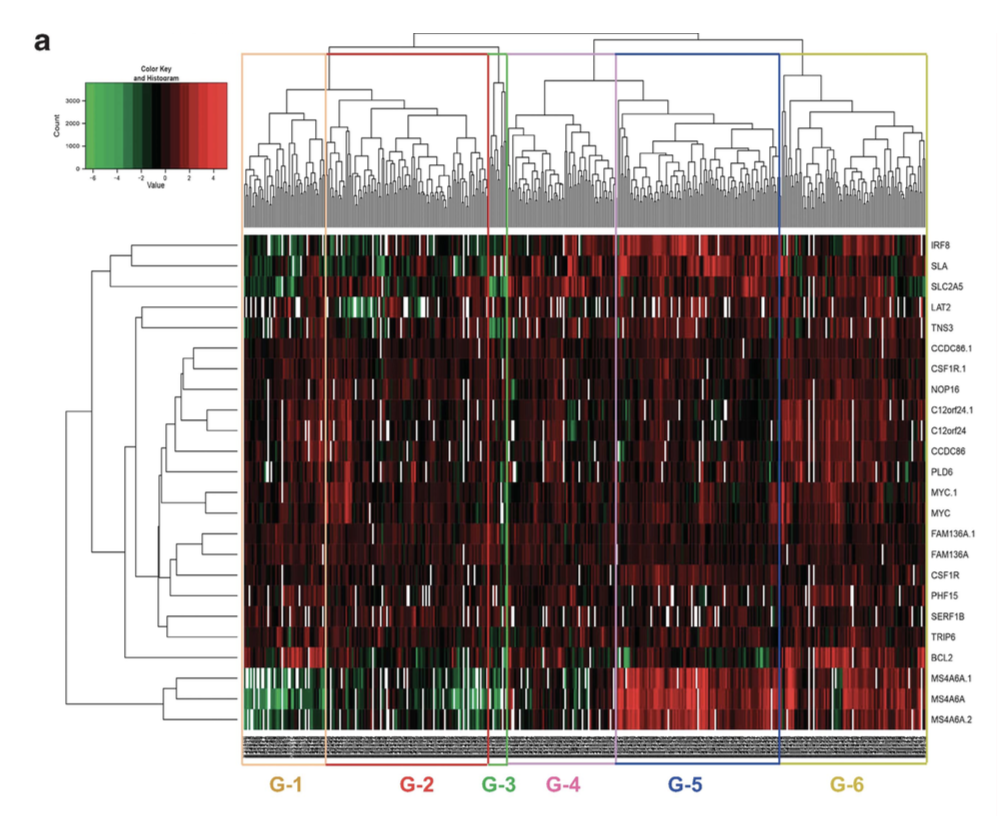 a
Color Key
and Histogram
Count
3000
2000
1000
0
-6 -4 -2 0 2 4
Value
IRF8
SLA
SLC2A5
LAT2
TNS3
CCDC86.1
CSF1R.1
NOP16
C12orf24.1
C12orf24
CCDC86
PLD6
MYC.1
MYC
FAM136A.1
FAM136A
CSF1R
PHF15
SERF1B
TRIP6
BCL2
MS4A6A.1
MS4A6A
MS4A6A.2
G-1 G-2 G-3 G-4 G-5 G-6